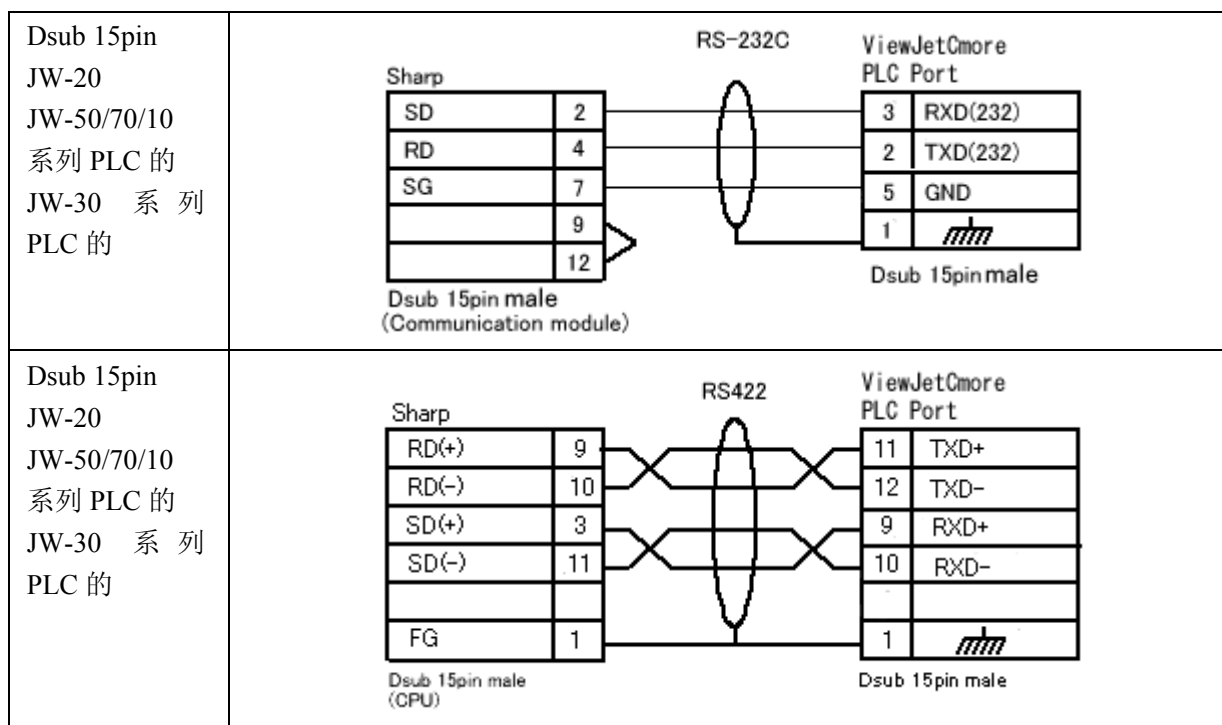 Dsub 15pin
JW-20
JW-50/70/10
系列 PLC 的
JW-30 系 列
PLC 的
RS-232C
Sharp
ViewJetCmore
PLC Port
SD 2 3 RXD(232)
RD 4 2 TXD(232)
SG 7 5 GND
9 1
12
Dsub 15pin male
(Communication module)
Dsub 15pin male
Dsub 15pin
JW-20
JW-50/70/10
系列 PLC 的
JW-30 系 列
PLC 的
RS422
Sharp
ViewJetCmore
PLC Port
RD(+) 9 11 TXD+
RD(-) 10 12 TXD-
SD(+) 3 9 RXD+
SD(-) 11 10 RXD-
FG 1 1
Dsub 15pin male
(CPU)
Dsub 15pin male